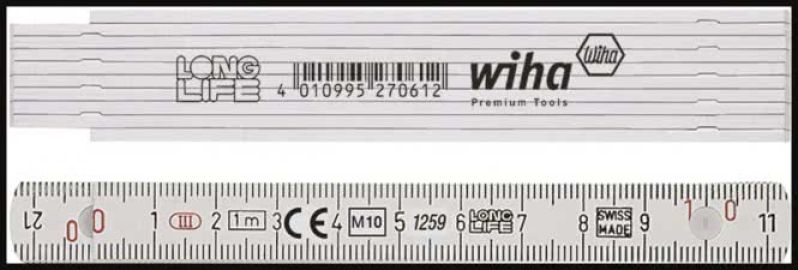 LONG LIFE
4 010995 270612
wiha
Wiha
Premium Tools
21 0 0 1 III 2 1 m 3 CE 4 M10 5 1259 6 LONG LIFE 7 8 SWISS MADE 9 1 0 11